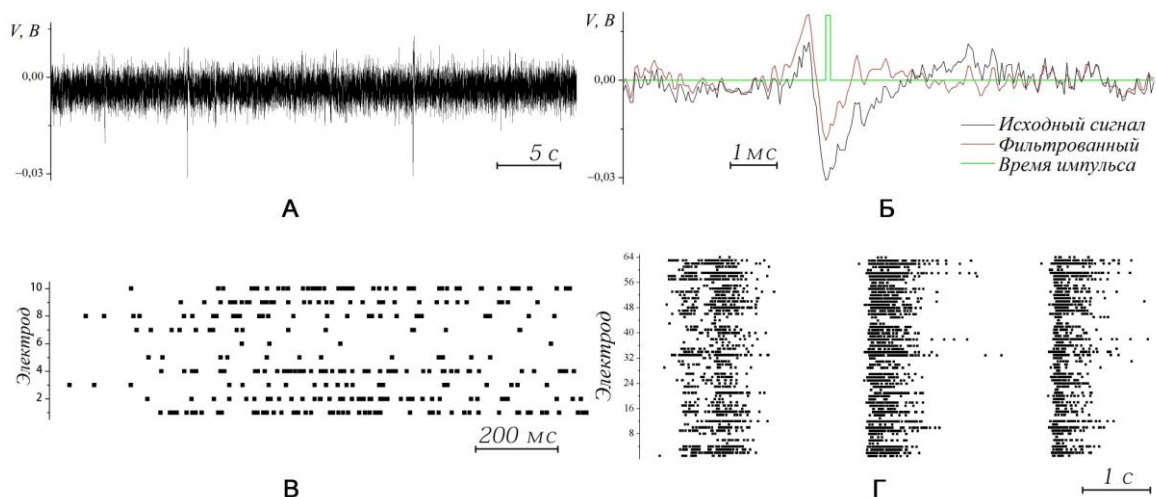 V, В
0,00
-0,03
5 с
А
V, В
0,00
-0,03
1 мс
Исходный сигнал
Фильтрованный
Время импульса
Б
Электрод
10
8
6
4
2
200 мс
В
Электрод
64
56
48
40
32
24
16
8
1 с
Г